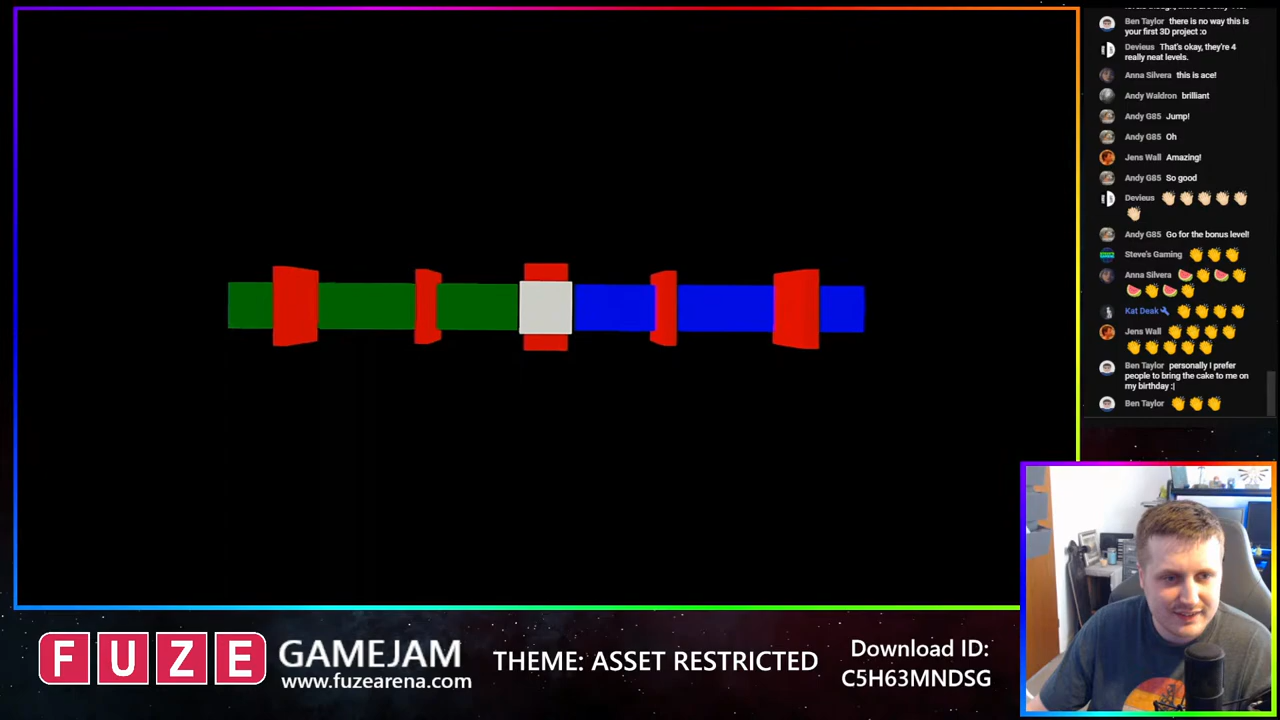 Ben Taylor there is no way this is
your first 3D project :o
Devieus That's okay, they're 4
really neat levels.
Anna Silvera this is ace!
Andy Waldron brilliant
Andy G85 Jump!
Andy G85 Oh
Jens Wall Amazing!
Andy G85 So good
Devieus 👏🏻👏🏻👏🏻👏🏻👏🏻
👏🏻
Andy G85 Go for the bonus level!
Steve's Gaming 👏👏👏
Anna Silvera 🍉👏🍉👏
🍉👏🍉👏
Kat Deak 👏👏👏👏
Jens Wall 👏👏👏👏
👏👏👏👏👏
Ben Taylor personally I prefer
people to bring the cake to me on
my birthday :|
Ben Taylor 👏👏👏
FUZE GAMEJAM
www.fuzearena.com
THEME: ASSET RESTRICTED
Download ID:
C5H63MNDSG